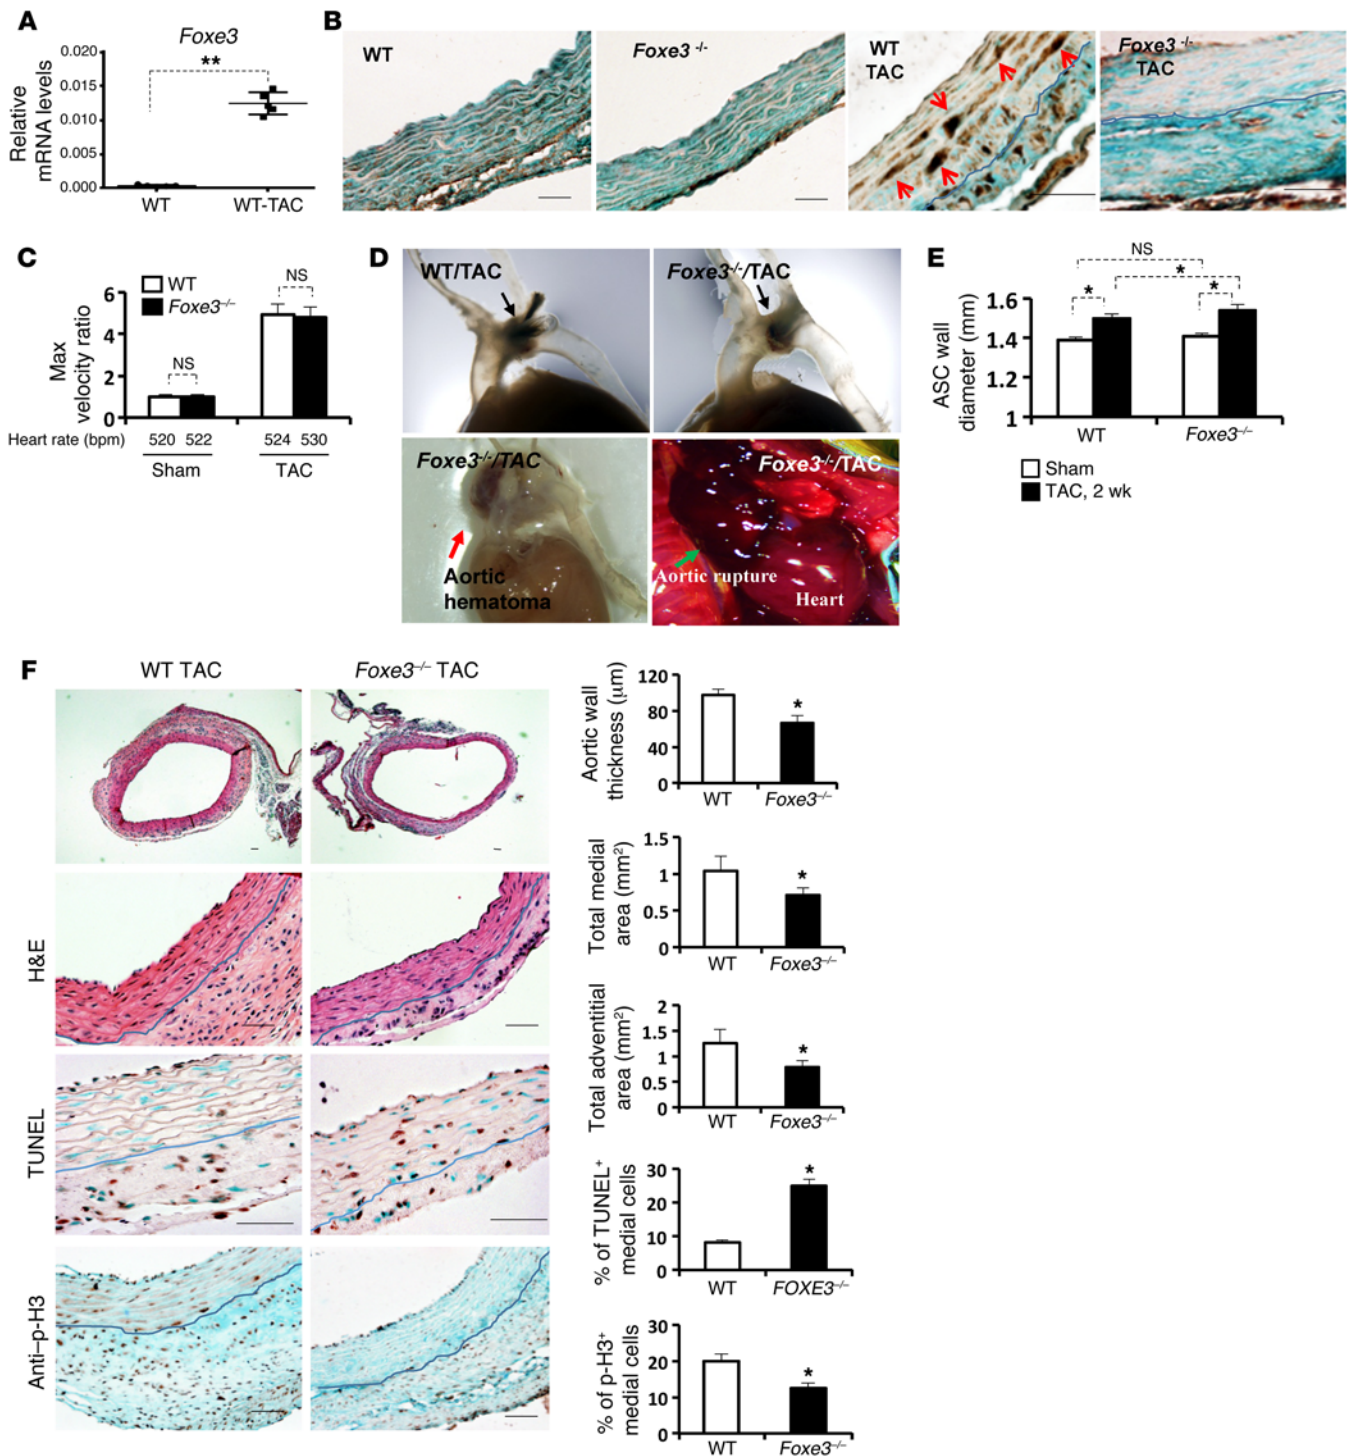 A
Foxe3
0.020
0.015
0.010
0.005
0.000
Relative
mRNA levels
**
WT
WT-TAC
B
WT
Foxe3 -/-
WT
TAC
Foxe3 -/-
TAC
C
WT
Foxe3–/–
6
4
2
0
Max
velocity ratio
NS
NS
Heart rate (bpm)
520 522
524 530
Sham
TAC
D
WT/TAC
Foxe3-/-/TAC
Foxe3-/-/TAC
Aortic
hematoma
Foxe3-/-/TAC
Aortic rupture
Heart
E
NS
*
*
*
1.6
1.4
1.2
1
ASC wall
diameter (mm)
WT
Foxe3–/–
Sham
TAC, 2 wk
F
WT TAC
Foxe3–/– TAC
H&E
TUNEL
Anti–p-H3
120
80
40
0
Aortic wall
thickness (μm)
*
WT
Foxe3–/–
1.5
1
0.5
0
Total medial
area (mm²)
*
WT
Foxe3–/–
2
1.5
1
0.5
0
Total adventitial
area (mm²)
*
WT
Foxe3–/–
30
20
10
0
% of TUNEL+
medial cells
*
WT
FOXE3–/–
30
20
10
0
% of p-H3+
medial cells
*
WT
Foxe3–/–